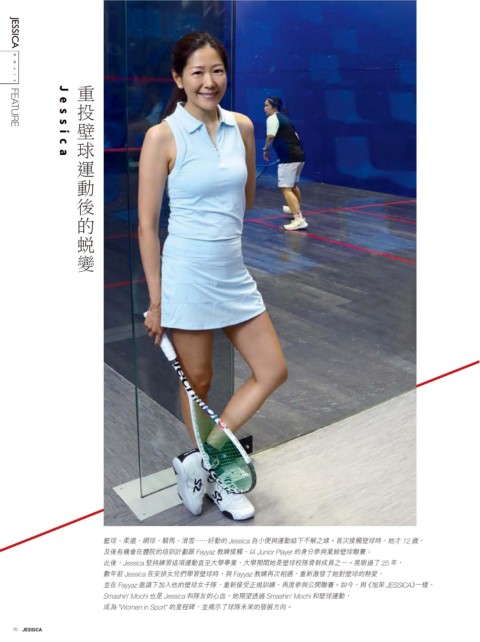 JESSICA
FEATURE
重投壁球運動後的蛻變
Jessica
籃球、柔道、網球、騎馬、滑雪⋯⋯好動的 Jessica 自小便與運動結下不解之緣。首次接觸壁球時，她才 12 歲，
及後有機會在體院的培訓計劃跟 Fayyaz 教練接觸，以 Junior Player 的身分參與業餘壁球聯賽；
此後，Jessica 堅持練習這項運動直至大學畢業，大學期間她是壁球校隊骨幹成員之一。晃眼過了 25 年，
數年前 Jessica 在安排女兒們學習壁球時，與 Fayyaz 教練再次相遇，重新激發了她對壁球的熱愛，
並在 Fayyaz 邀請下加入他的壁球女子隊，重新接受正規訓練，再度參與公開聯賽。如今，與《旭茉 JESSICA》一樣，
Smashin' Mochi 也是 Jessica 和隊友的心血，她期望透過 Smashin' Mochi 和壁球運動，
成為 "Women in Sport" 的里程碑，並揭示了球隊未來的發展方向。
70 JESSICA